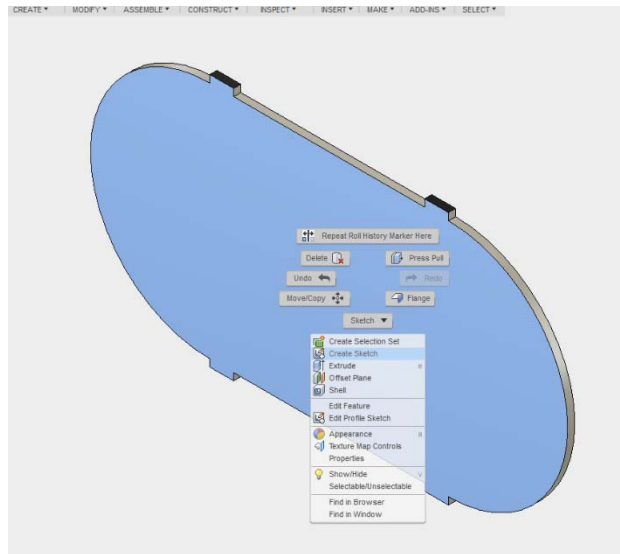 CREATE MODIFY ASSEMBLE CONSTRUCT INSPECT INSERT MAKE ADD-INS SELECT
Repeat Roll History Marker Here
Delete Press Pull
Undo Redo
Move/Copy Flange
Sketch
Create Selection Set
Create Sketch
Extrude
Offset Plane
Shell
Edit Feature
Edit Profile Sketch
Appearance
Texture Map Controls
Properties
Show/Hide
Selectable/Unselectable
Find in Browser
Find in Window